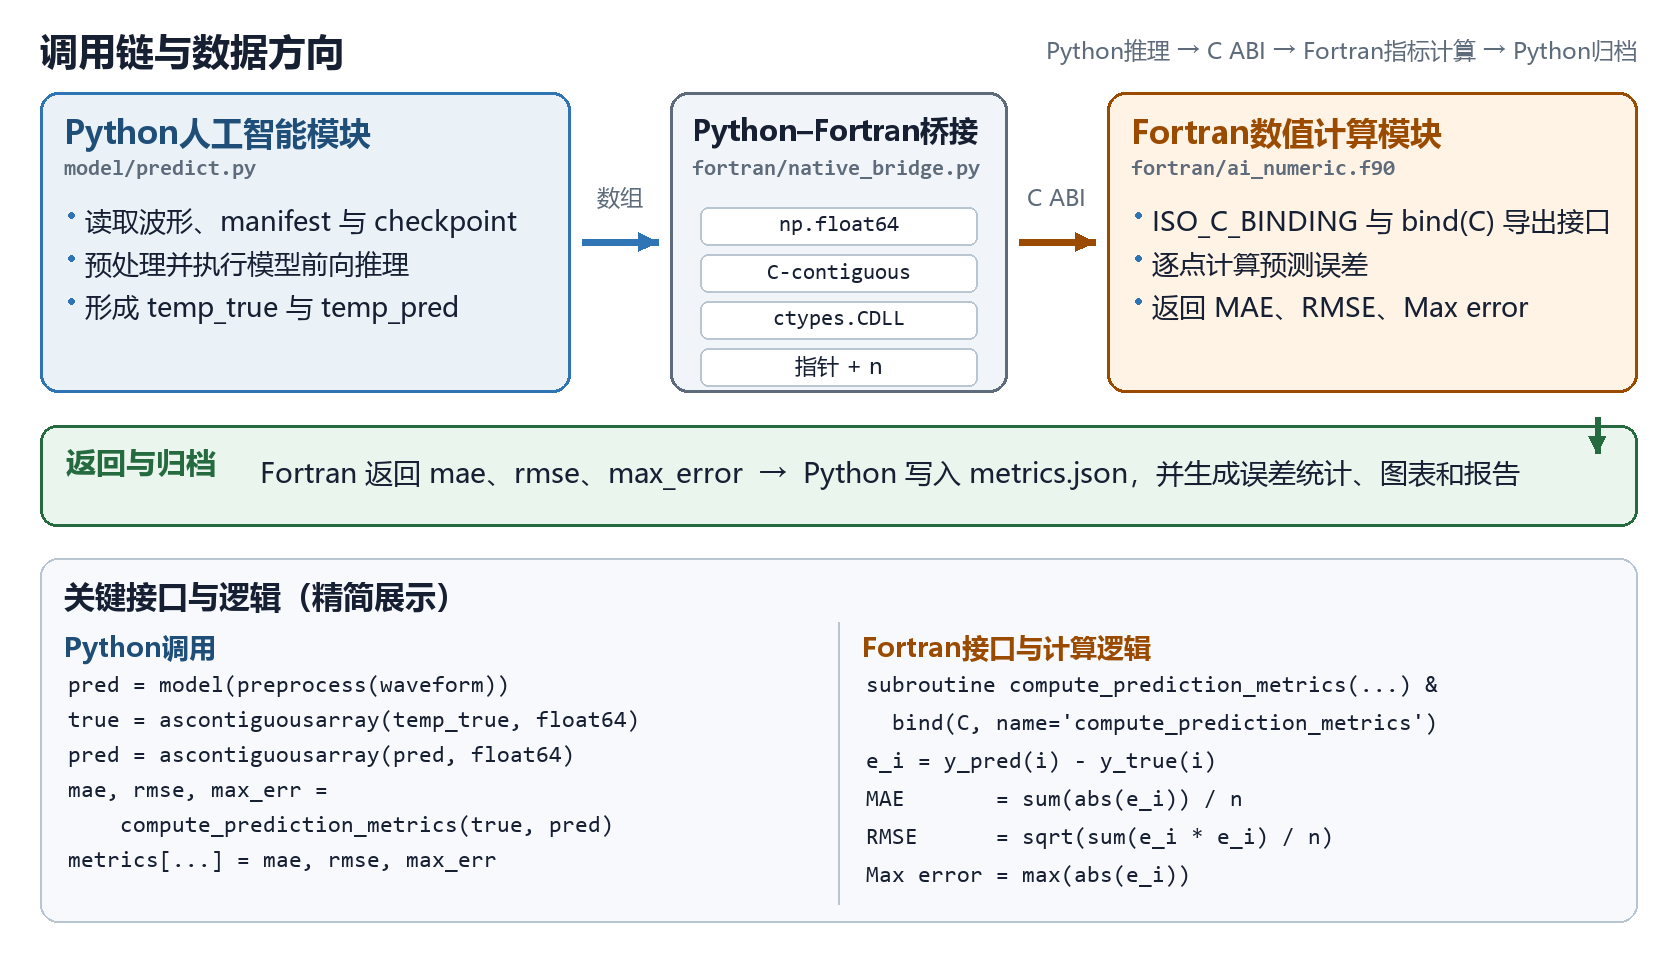 调用链与数据方向
Python推理 → C ABI → Fortran指标计算 → Python归档
Python人工智能模块
model/predict.py
• 读取波形、manifest 与 checkpoint
• 预处理并执行模型前向推理
• 形成 temp_true 与 temp_pred
数组
Python–Fortran桥接
fortran/native_bridge.py
np.float64
C-contiguous
ctypes.CDLL
指针 + n
C ABI
Fortran数值计算模块
fortran/ai_numeric.f90
• ISO_C_BINDING 与 bind(C) 导出接口
• 逐点计算预测误差
• 返回 MAE、RMSE、Max error
返回与归档
Fortran 返回 mae、rmse、max_error → Python 写入 metrics.json，并生成误差统计、图表和报告
关键接口与逻辑（精简展示）
Python调用
pred = model(preprocess(waveform))
true = ascontiguousarray(temp_true, float64)
pred = ascontiguousarray(pred, float64)
mae, rmse, max_err =
    compute_prediction_metrics(true, pred)
metrics[...] = mae, rmse, max_err
Fortran接口与计算逻辑
subroutine compute_prediction_metrics(...) &
  bind(C, name='compute_prediction_metrics')
e_i = y_pred(i) - y_true(i)
MAE       = sum(abs(e_i)) / n
RMSE      = sqrt(sum(e_i * e_i) / n)
Max error = max(abs(e_i))